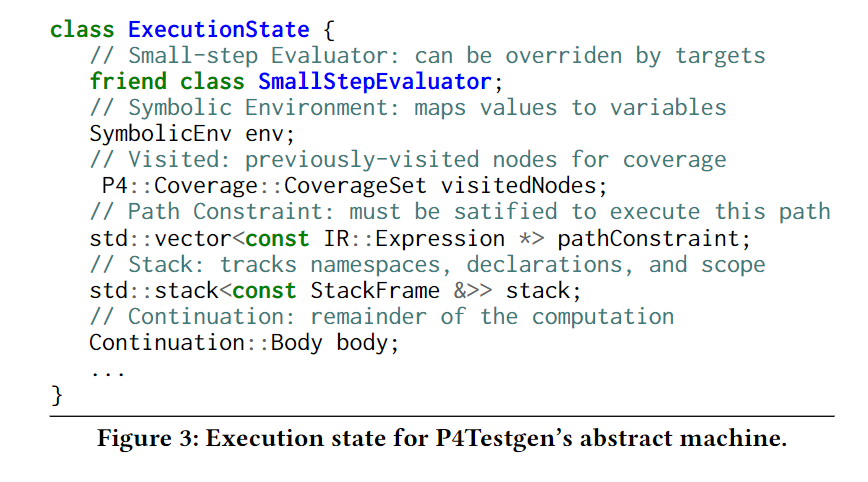 class ExecutionState {
// Small-step Evaluator: can be overriden by targets
friend class SmallStepEvaluator;
// Symbolic Environment: maps values to variables
SymbolicEnv env;
// Visited: previously-visited nodes for coverage
P4::Coverage::CoverageSet visitedNodes;
// Path Constraint: must be satified to execute this path
std::vector<const IR::Expression *> pathConstraint;
// Stack: tracks namespaces, declarations, and scope
std::stack<const StackFrame &>> stack;
// Continuation: remainder of the computation
Continuation::Body body;
...
}
Figure 3: Execution state for P4Testgen's abstract machine.